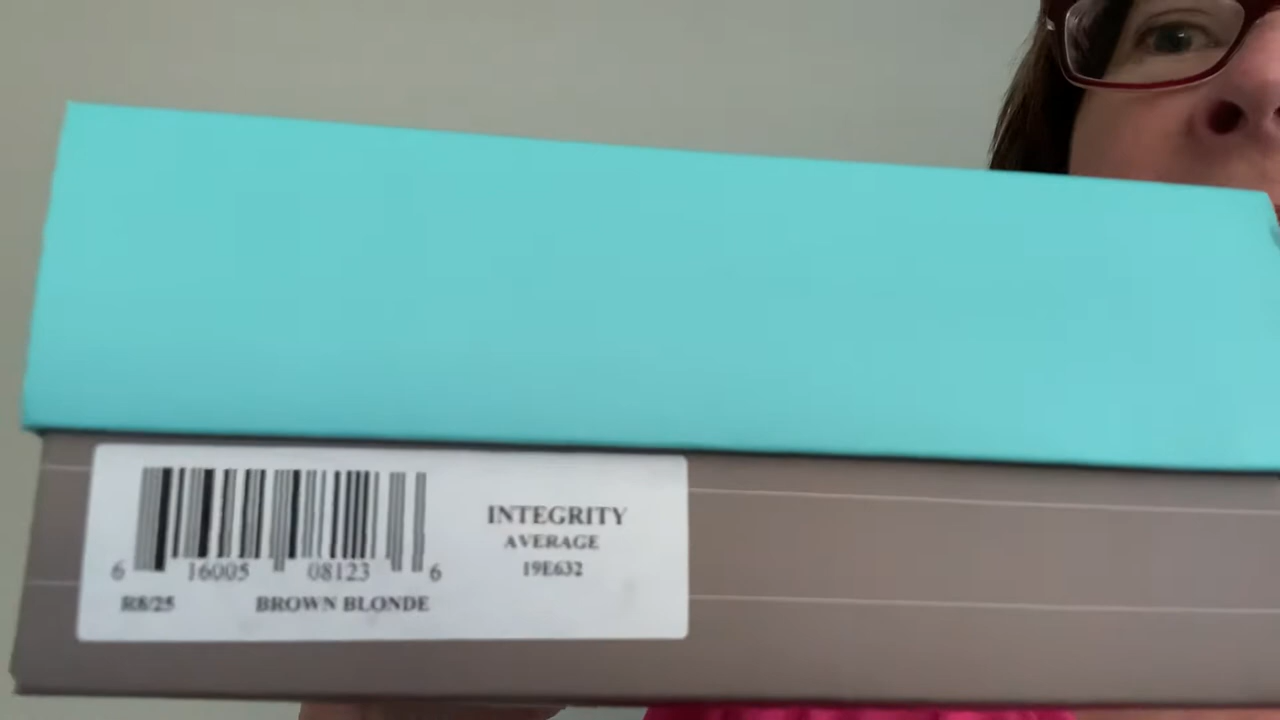 6 16005 08123 6
R8/25 BROWN BLONDE
INTEGRITY
AVERAGE
19E632